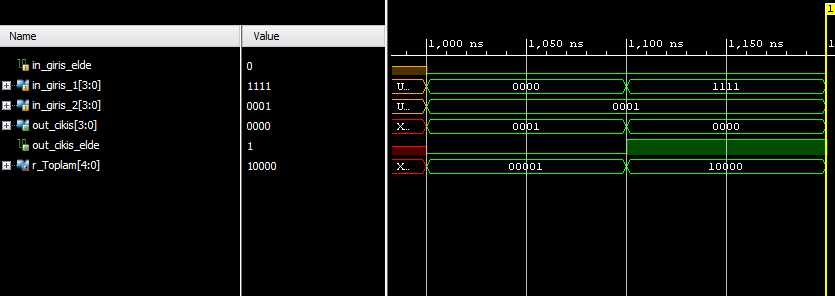 1
Name Value 1,000 ns 1,050 ns 1,100 ns 1,150 ns 1
in_giris_elde 0
in_giris_1[3:0] 1111 U... 0000 1111
in_giris_2[3:0] 0001 U... 0001
out_cikis[3:0] 0000 X... 0001 0000
out_cikis_elde 1
r_Toplam[4:0] 10000 X... 00001 10000